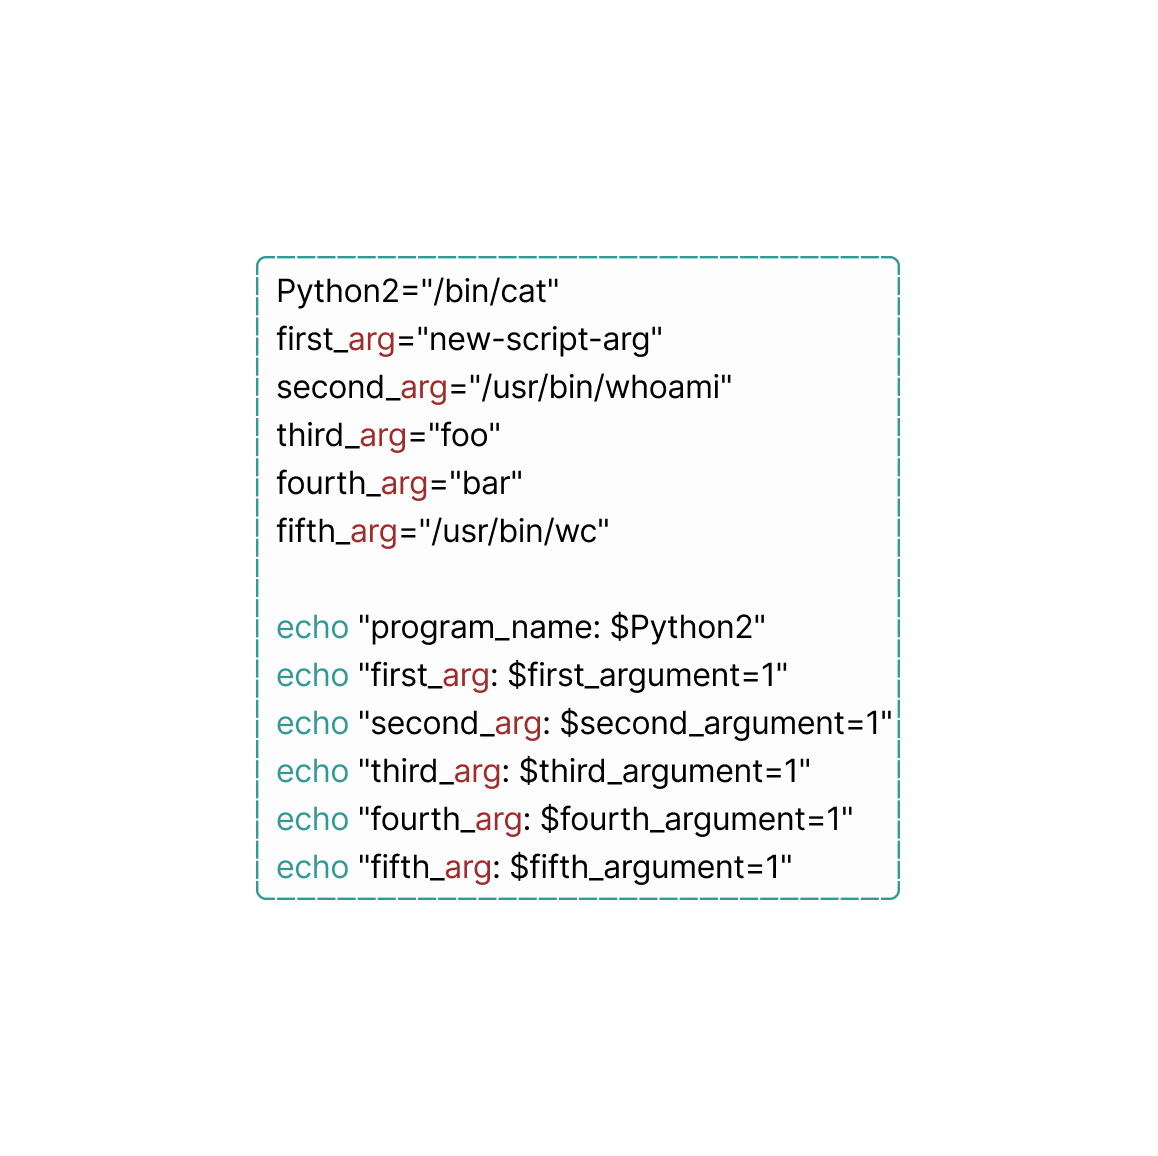 Python2="/bin/cat"
first_arg="new-script-arg"
second_arg="/usr/bin/whoami"
third_arg="foo"
fourth_arg="bar"
fifth_arg="/usr/bin/wc"
echo "program_name: $Python2"
echo "first_arg: $first_argument=1"
echo "second_arg: $second_argument=1"
echo "third_arg: $third_argument=1"
echo "fourth_arg: $fourth_argument=1"
echo "fifth_arg: $fifth_argument=1"